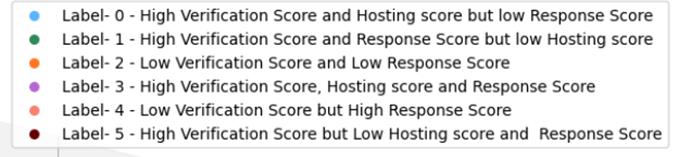 Label- 0 - High Verification Score and Hosting score but low Response Score
Label- 1 - High Verification Score and Response Score but low Hosting score
Label- 2 - Low Verification Score and Low Response Score
Label- 3 - High Verification Score, Hosting score and Response Score
Label- 4 - Low Verification Score but High Response Score
Label- 5 - High Verification Score but Low Hosting score and  Response Score